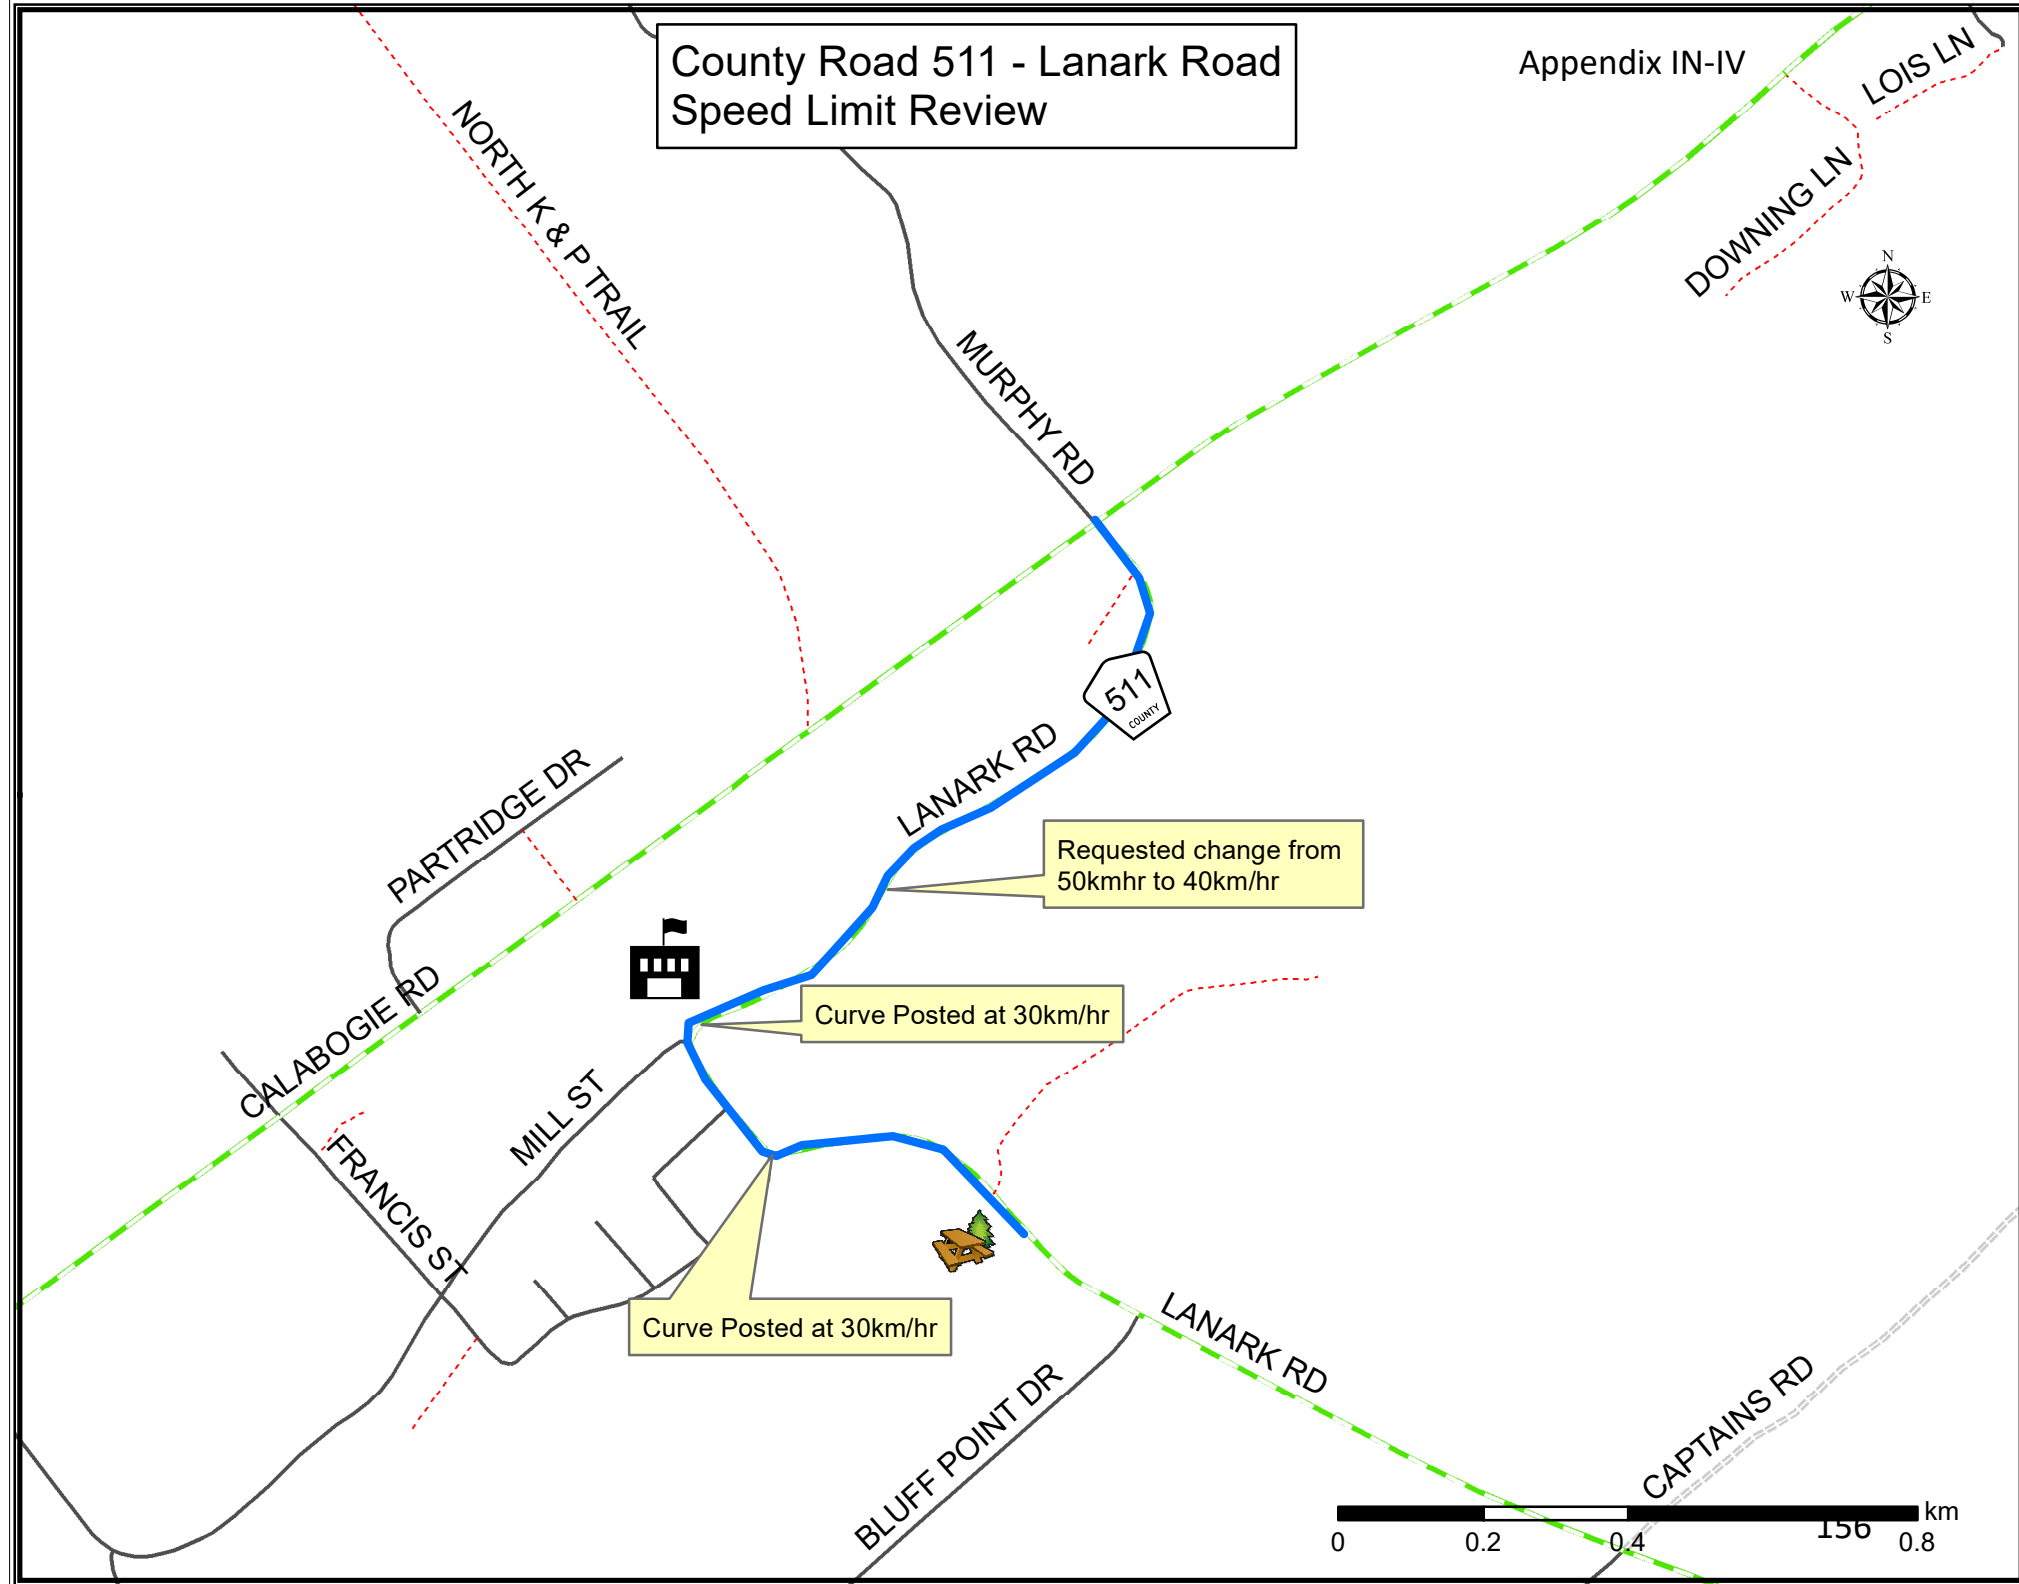 County Road 511 - Lanark Road
Speed Limit Review
Appendix IN-IV
LOIS LN
DOWNING LN
NORTH K & P TRAIL
N
W
E
S
MURPHY RD
511
COUNTY
LANARK RD
PARTRIDGE DR
Requested change from
50kmhr to 40km/hr
CALABOGIE RD
Curve Posted at 30km/hr
MILL ST
FRANCIS ST
Curve Posted at 30km/hr
LANARK RD
BLUFF POINT DR
CAPTAINS RD
km
156
0 0.2 0.4 0.8